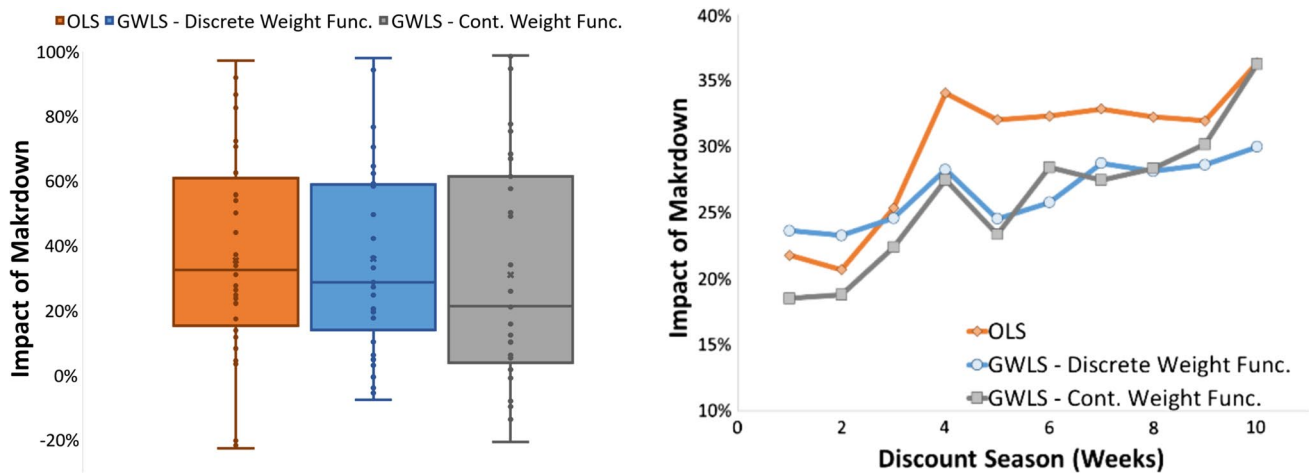 OLS GWLS - Discrete Weight Func. GWLS - Cont. Weight Func.
Impact of Makrdown
100%
80%
60%
40%
20%
0%
-20%
Impact of Makrdown
40%
35%
30%
25%
20%
15%
10%
OLS
GWLS - Discrete Weight Func.
GWLS - Cont. Weight Func.
0 2 4 6 8 10
Discount Season (Weeks)